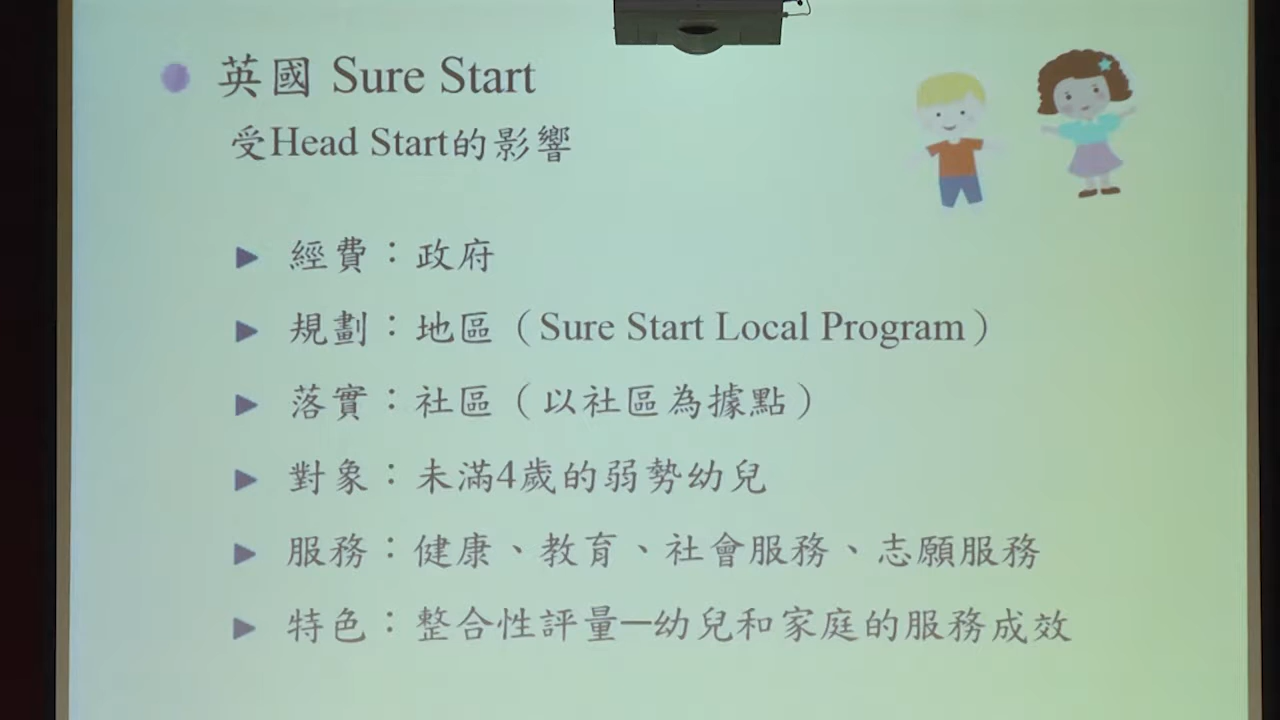 英國 Sure Start
受Head Start的影響
經費：政府
規劃：地區（Sure Start Local Program）
落實：社區（以社區為據點）
對象：未滿4歲的弱勢幼兒
服務：健康、教育、社會服務、志願服務
特色：整合性評量─幼兒和家庭的服務成效